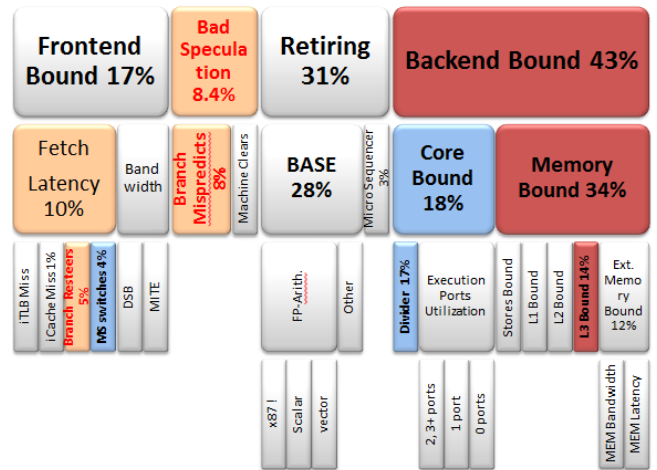 Frontend
Bound 17%
Bad
Specula
tion
8.4%
Retiring
31%
Backend Bound 43%
Fetch
Latency
10%
Band
width
Branch
Mispredicts
8%
Machine Clears
BASE
28%
Micro Sequencer
3%
Core
Bound
18%
Memory
Bound 34%
iTLB Miss
iCache Miss 1%
Branch Resteers
5%
MS switches 4%
DSB
MITE
FP-Arith.
Other
Divider 17%
Execution
Ports
Utilization
Stores Bound
L1 Bound
L2 Bound
L3 Bound 14%
Ext.
Memo
ry
Bound
12%
x87 !
Scalar
vector
2, 3+ ports
1 port
0 ports
MEM Bandwidth
MEM Latency